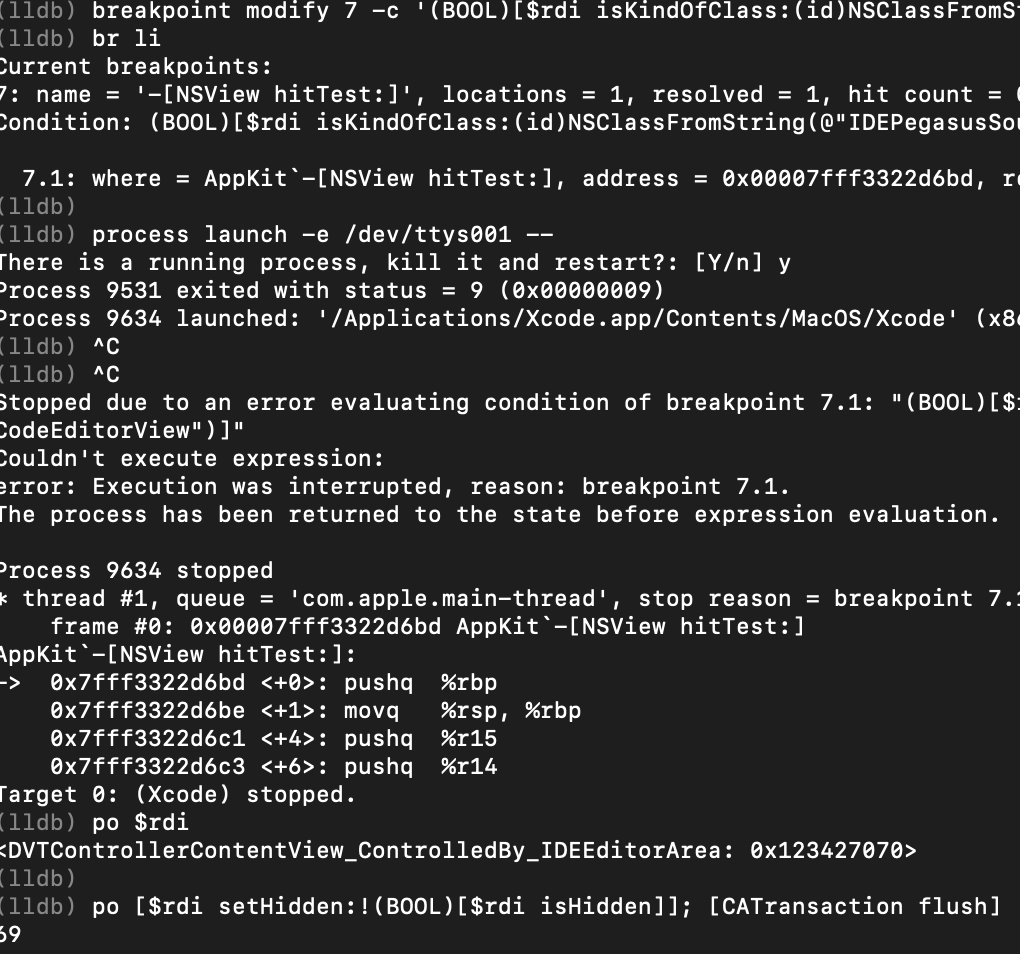 (lldb) breakpoint modify 7 -c '(BOOL)[$rdi isKindOfClass:(id)NSClassFromSt
(lldb) br li
Current breakpoints:
7: name = '-[NSView hitTest:]', locations = 1, resolved = 1, hit count = 0
Condition: (BOOL)[$rdi isKindOfClass:(id)NSClassFromString(@"IDEPegasusSou
7.1: where = AppKit`-[NSView hitTest:], address = 0x00007fff3322d6bd, re
(lldb)
(lldb) process launch -e /dev/ttys001 --
There is a running process, kill it and restart?: [Y/n] y
Process 9531 exited with status = 9 (0x00000009)
Process 9634 launched: '/Applications/Xcode.app/Contents/MacOS/Xcode' (x86
(lldb) ^C
(lldb) ^C
Stopped due to an error evaluating condition of breakpoint 7.1: "(BOOL)[$r
CodeEditorView")]"
Couldn't execute expression:
error: Execution was interrupted, reason: breakpoint 7.1.
The process has been returned to the state before expression evaluation.
Process 9634 stopped
* thread #1, queue = 'com.apple.main-thread', stop reason = breakpoint 7.1
frame #0: 0x00007fff3322d6bd AppKit`-[NSView hitTest:]
AppKit`-[NSView hitTest:]:
-> 0x7fff3322d6bd <+0>: pushq %rbp
0x7fff3322d6be <+1>: movq %rsp, %rbp
0x7fff3322d6c1 <+4>: pushq %r15
0x7fff3322d6c3 <+6>: pushq %r14
Target 0: (Xcode) stopped.
(lldb) po $rdi
<DVTControllerContentView_ControlledBy_IDEEditorArea: 0x123427070>
(lldb)
(lldb) po [$rdi setHidden:!(BOOL)[$rdi isHidden]]; [CATransaction flush]
69